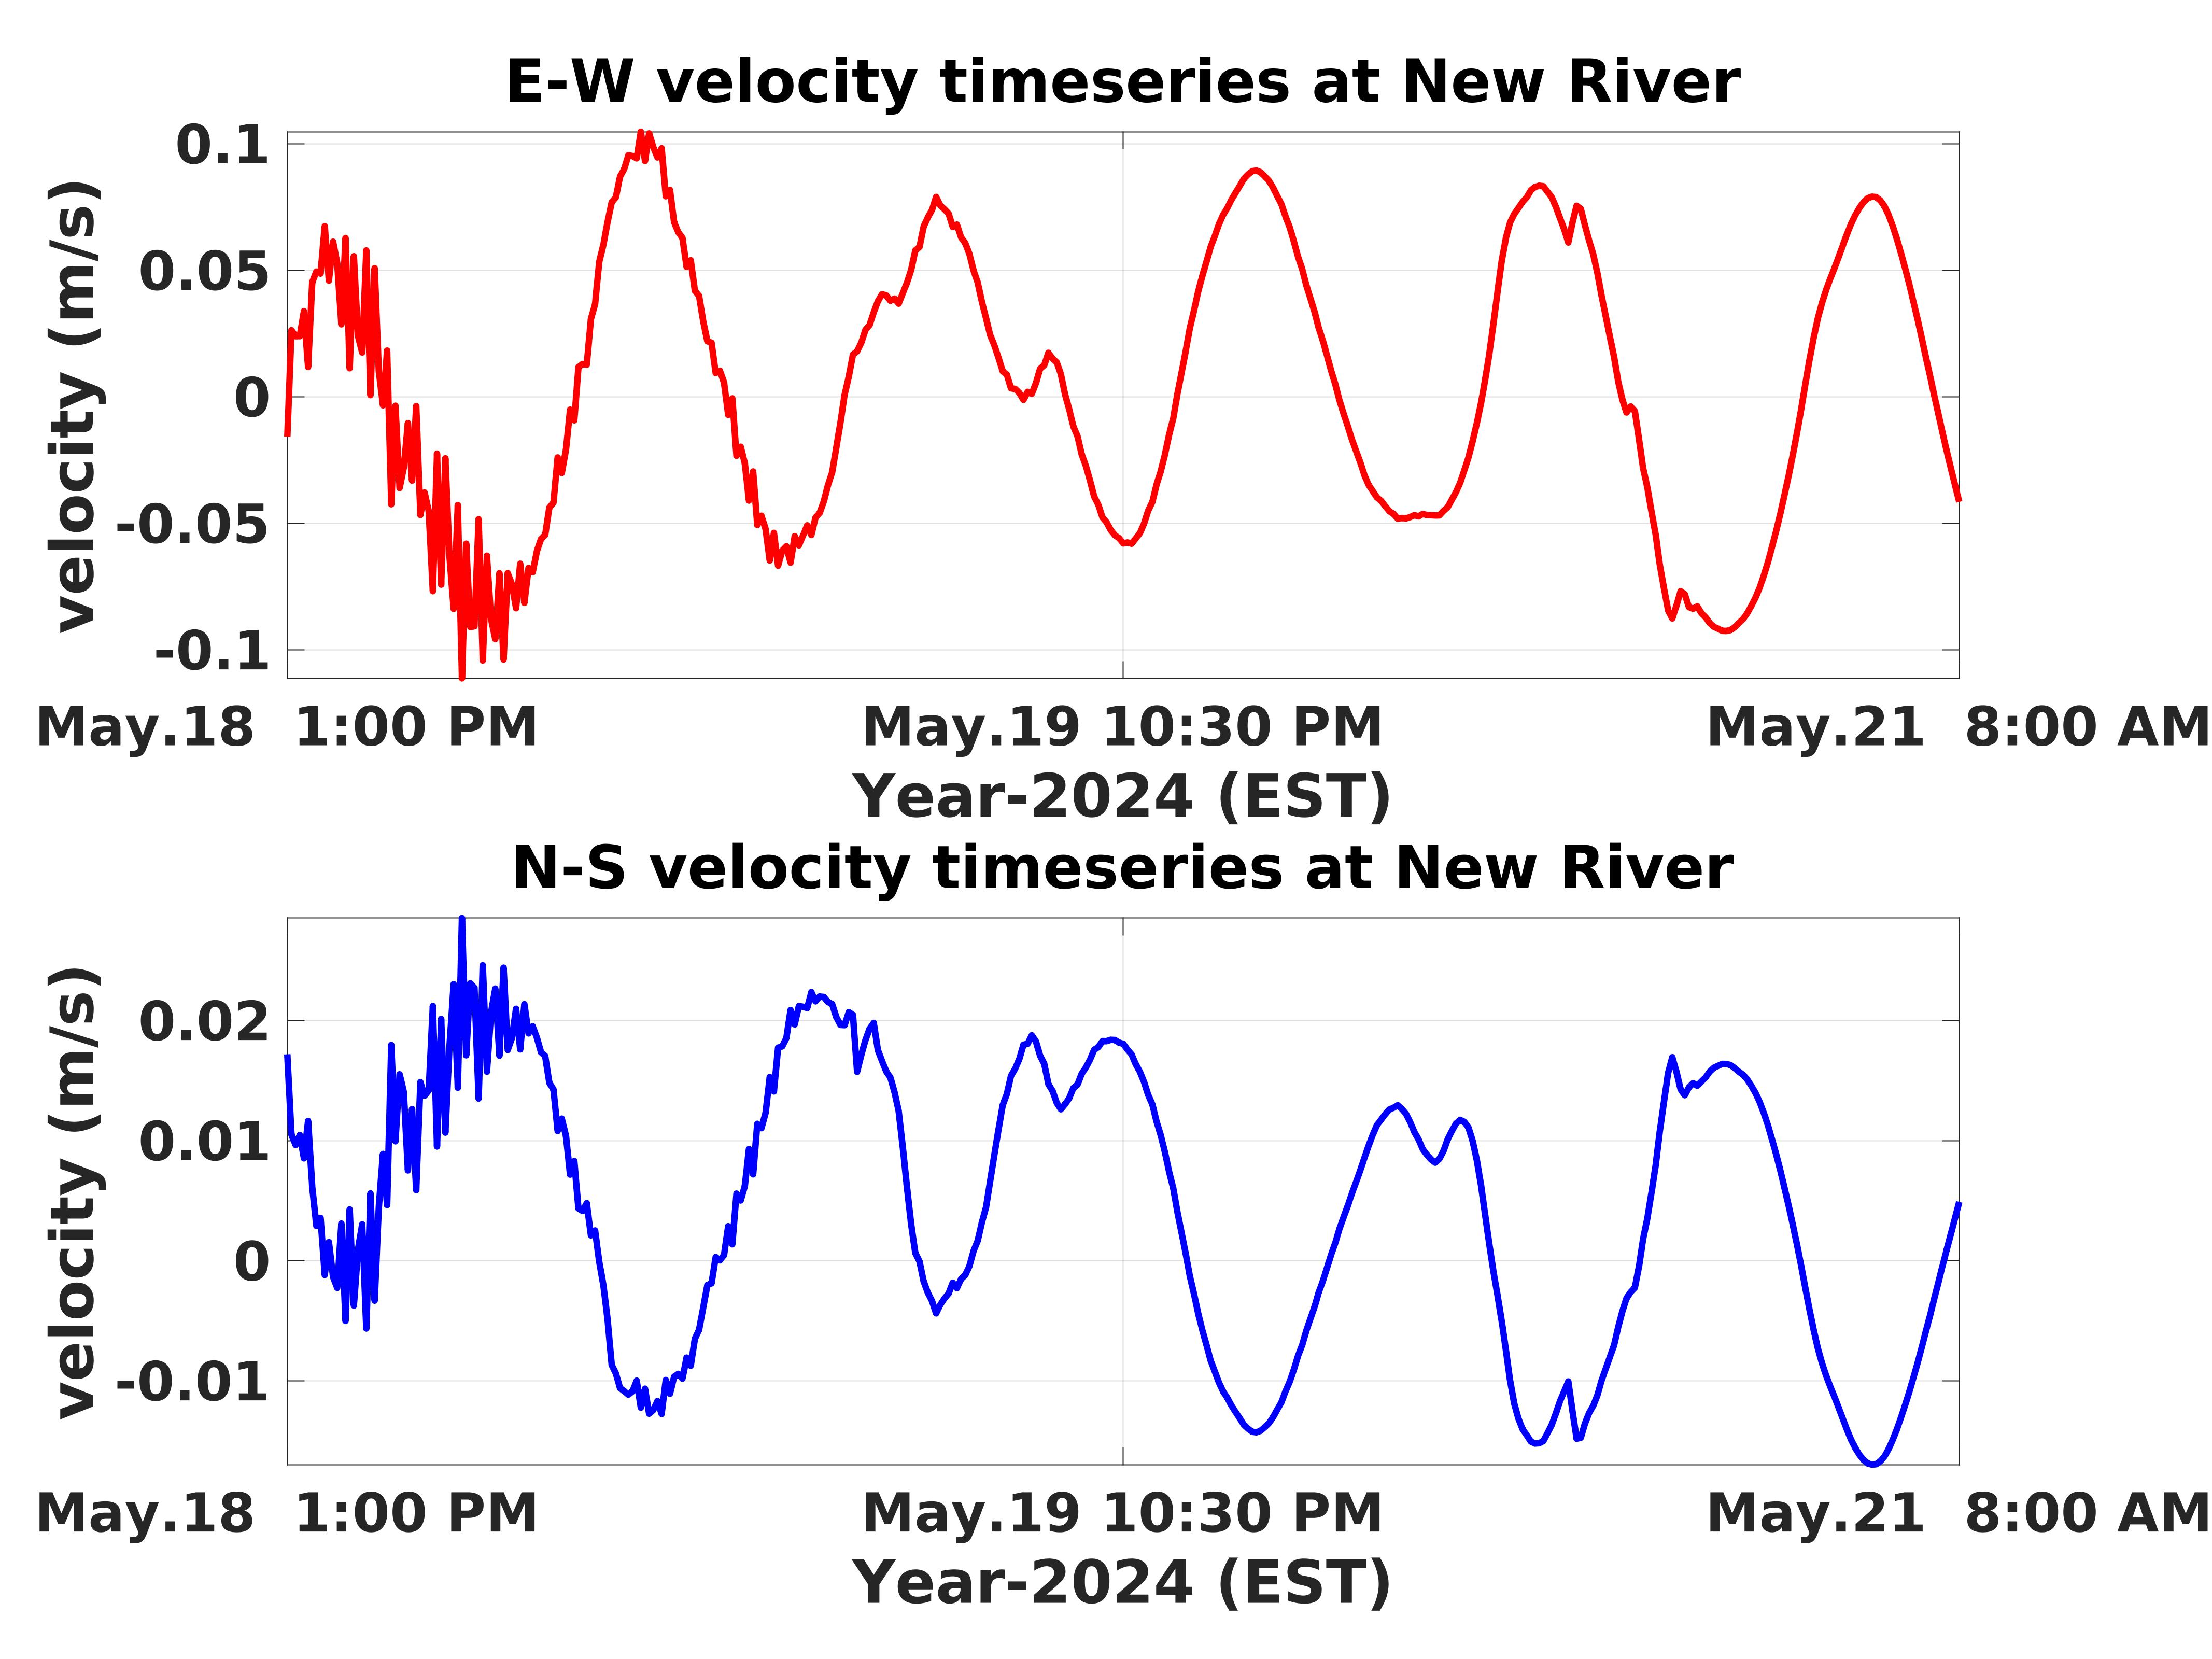 E-W velocity timeseries at New River
velocity (m/s)
0.1
0.05
0
-0.05
-0.1
May.18  1:00 PM
May.19 10:30 PM
May.21  8:00 AM
Year-2024 (EST)
N-S velocity timeseries at New River
velocity (m/s)
0.02
0.01
0
-0.01
May.18  1:00 PM
May.19 10:30 PM
May.21  8:00 AM
Year-2024 (EST)